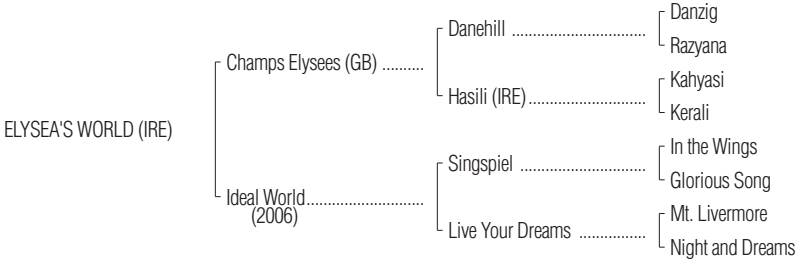 Danzig
Danehill ................................
Razyana
Champs Elysees (GB) ..........
Kahyasi
Hasili (IRE)............................
Kerali
ELYSEA'S WORLD (IRE)
In the Wings
Singspiel ..............................
Glorious Song
Ideal World............................
(2006)
Mt. Livermore
Live Your Dreams ................
Night and Dreams